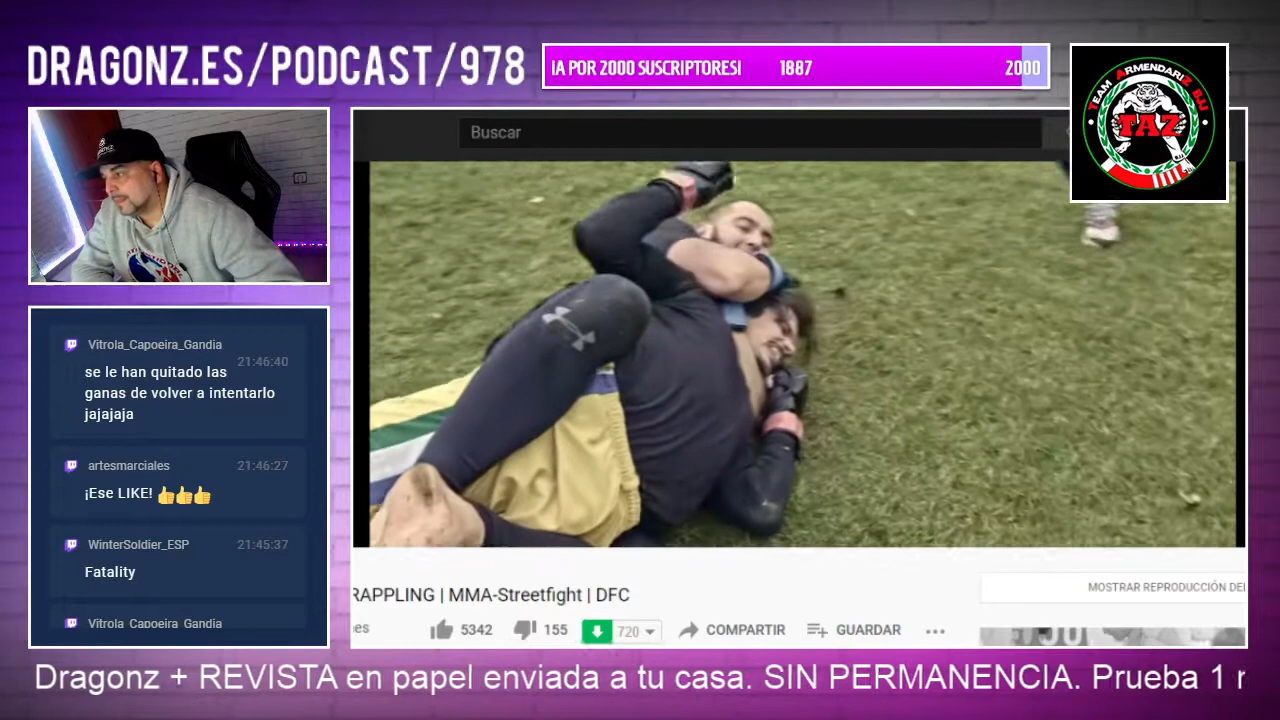 DRAGONZ.ES/PODCAST/978
IA POR 2000 SUSCRIPTORES! 1887 2000
TEAM ARMENDARIZ BJJ
TAZ
Buscar
Vitrola_Capoeira_Gandia
21:46:40
se le han quitado las
ganas de volver a intentarlo
jajajaja
artesmarciales 21:46:27
¡Ese LIKE! 👍👍👍
WinterSoldier_ESP 21:45:37
Fatality
Vitrola_Capoeira_Gandia
RAPPLING | MMA-Streetfight | DFC
MOSTRAR REPRODUCCIÓN DEL
nes 5342 155 720 COMPARTIR GUARDAR
Dragonz + REVISTA en papel enviada a tu casa. SIN PERMANENCIA. Prueba 1